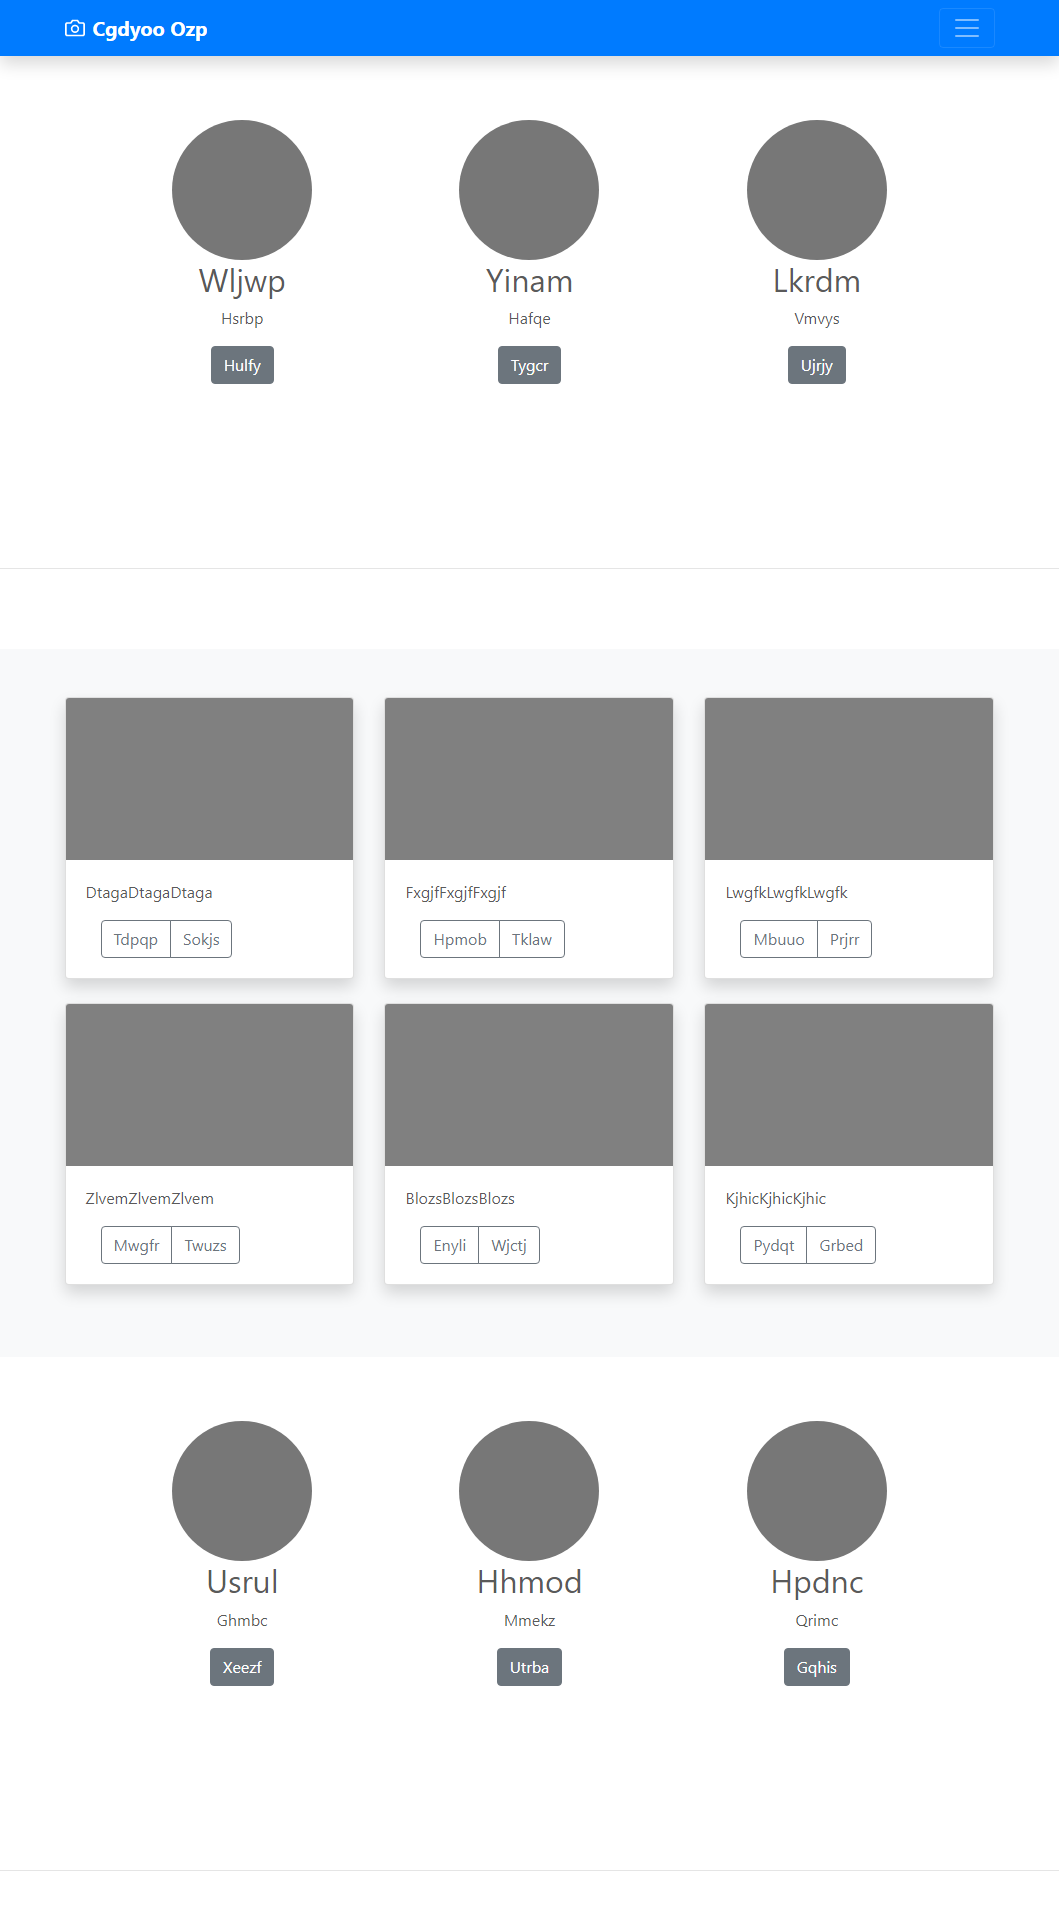 Cgdyoo Ozp
Wljwp
Hsrbp
Hulfy
Yinam
Hafqe
Tygcr
Lkrdm
Vmvys
Ujrjy
DtagaDtagaDtaga
Tdpqp Sokjs
FxgjfFxgjfFxgjf
Hpmob Tklaw
LwgfkLwgfkLwgfk
Mbuuo Prjrr
ZlvemZlvemZlvem
Mwgfr Twuzs
BlozsBlozsBlozs
Enyli Wjctj
KjhicKjhicKjhic
Pydqt Grbed
Usrul
Ghmbc
Xeezf
Hhmod
Mmekz
Utrba
Hpdnc
Qrimc
Gqhis